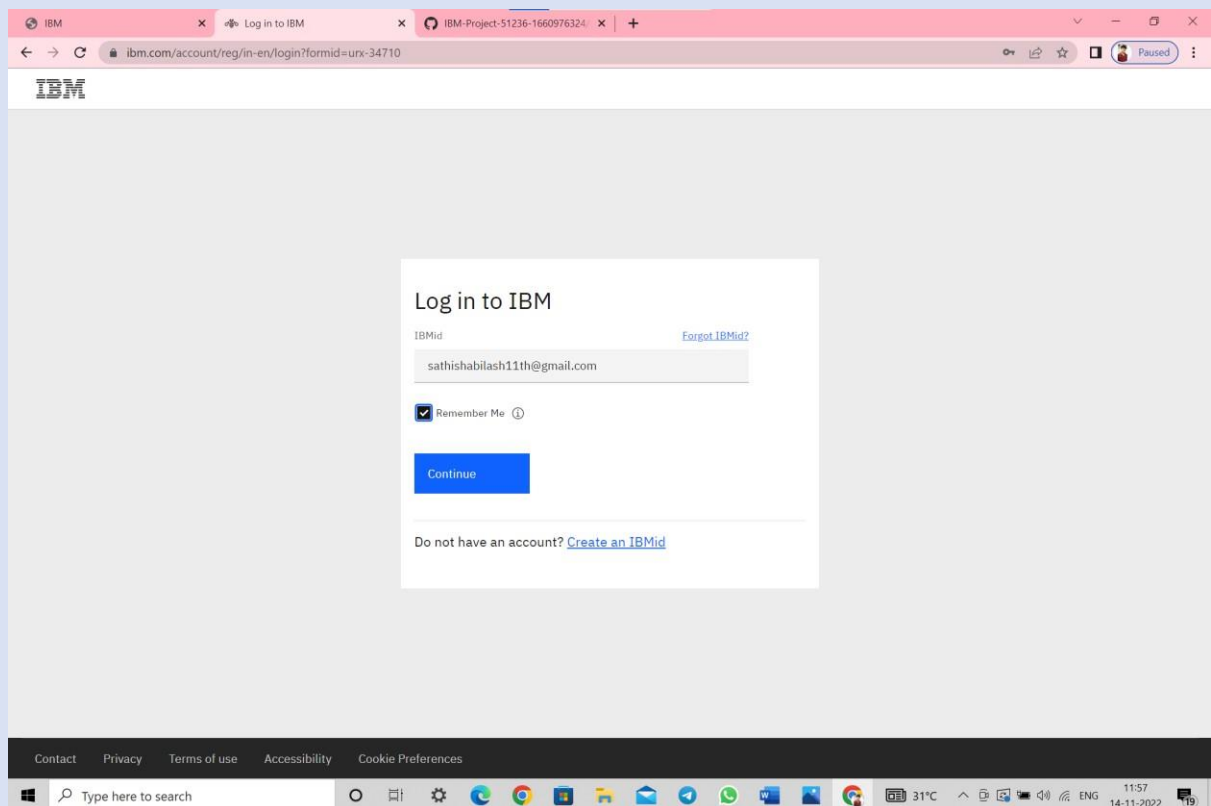 IBM Log in to IBM IBM-Project-51236-1660976324
ibm.com/account/reg/in-en/login?formid=urx-34710 Paused
IBM
Log in to IBM
IBMid Forgot IBMid?
sathishabilash11th@gmail.com
Remember Me
Continue
Do not have an account? Create an IBMid
Contact Privacy Terms of use Accessibility Cookie Preferences
Type here to search 31°C ENG 11:57
14-11-2022 19